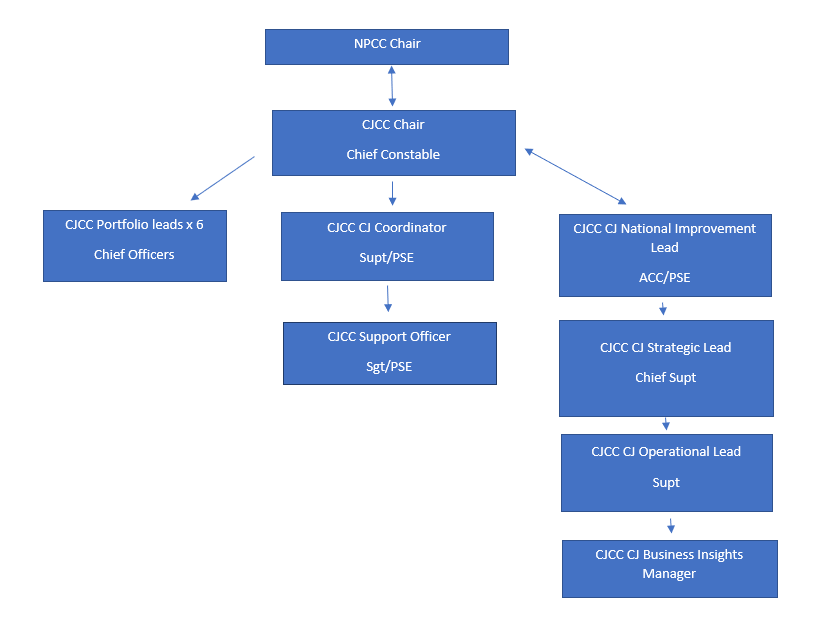 NPCC Chair
CJCC Chair
Chief Constable
CJCC Portfolio leads x 6
Chief Officers
CJCC CJ Coordinator
Supt/PSE
CJCC Support Officer
Sgt/PSE
CJCC CJ National Improvement
Lead
ACC/PSE
CJCC CJ Strategic Lead
Chief Supt
CJCC CJ Operational Lead
Supt
CJCC CJ Business Insights
Manager